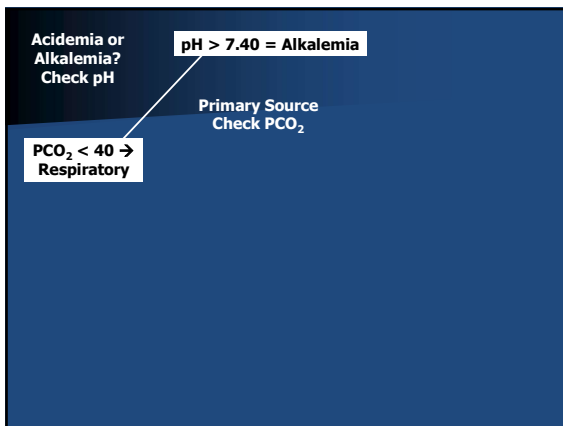 Acidemia or
Alkalemia?
Check pH
pH > 7.40 = Alkalemia
Primary Source
Check PCO₂
PCO₂ < 40 →
Respiratory